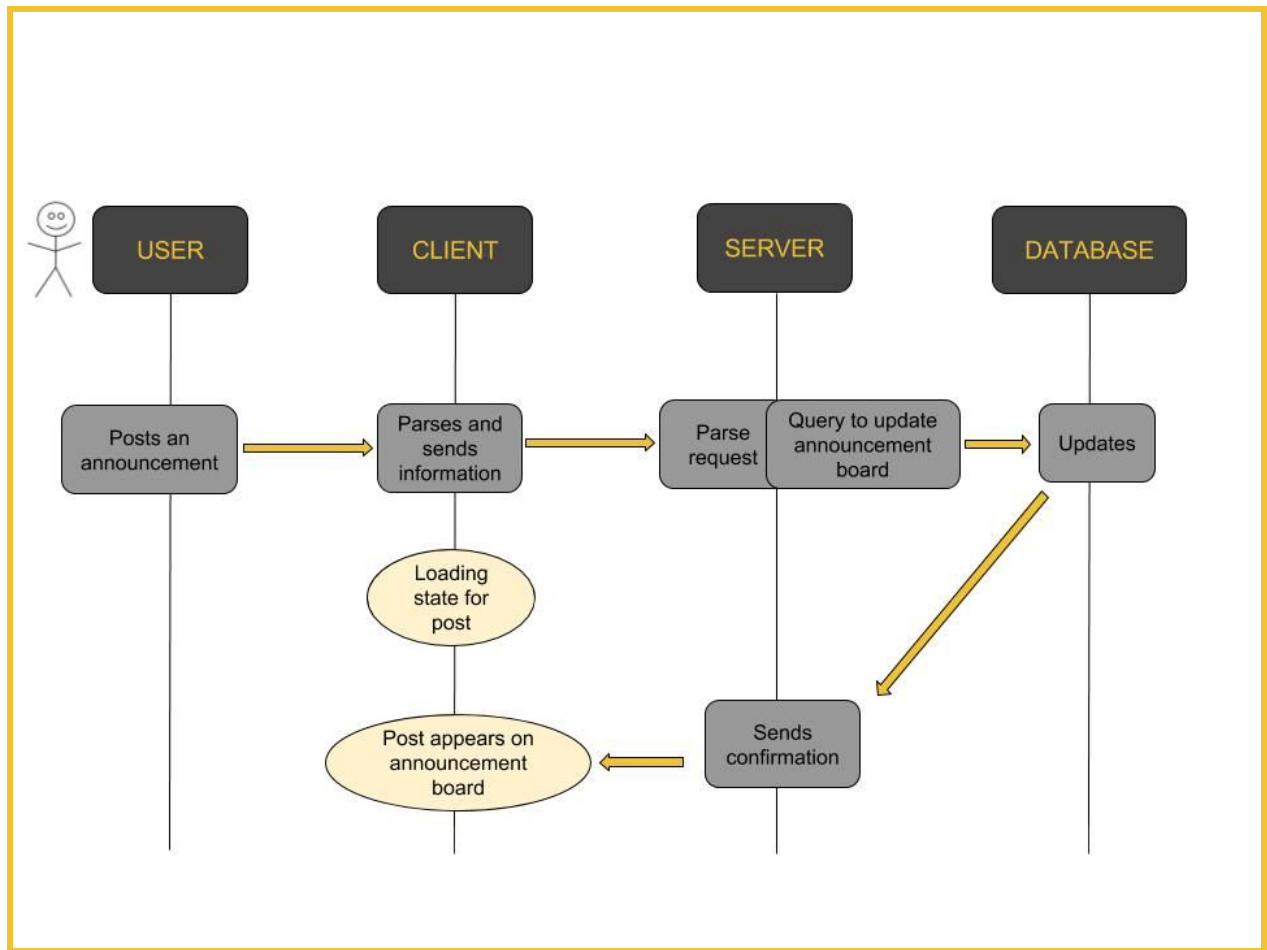 USER
CLIENT
SERVER
DATABASE
Posts an
announcement
Parses and
sends
information
Parse
request
Query to update
announcement
board
Updates
Loading
state for
post
Sends
confirmation
Post appears on
announcement
board